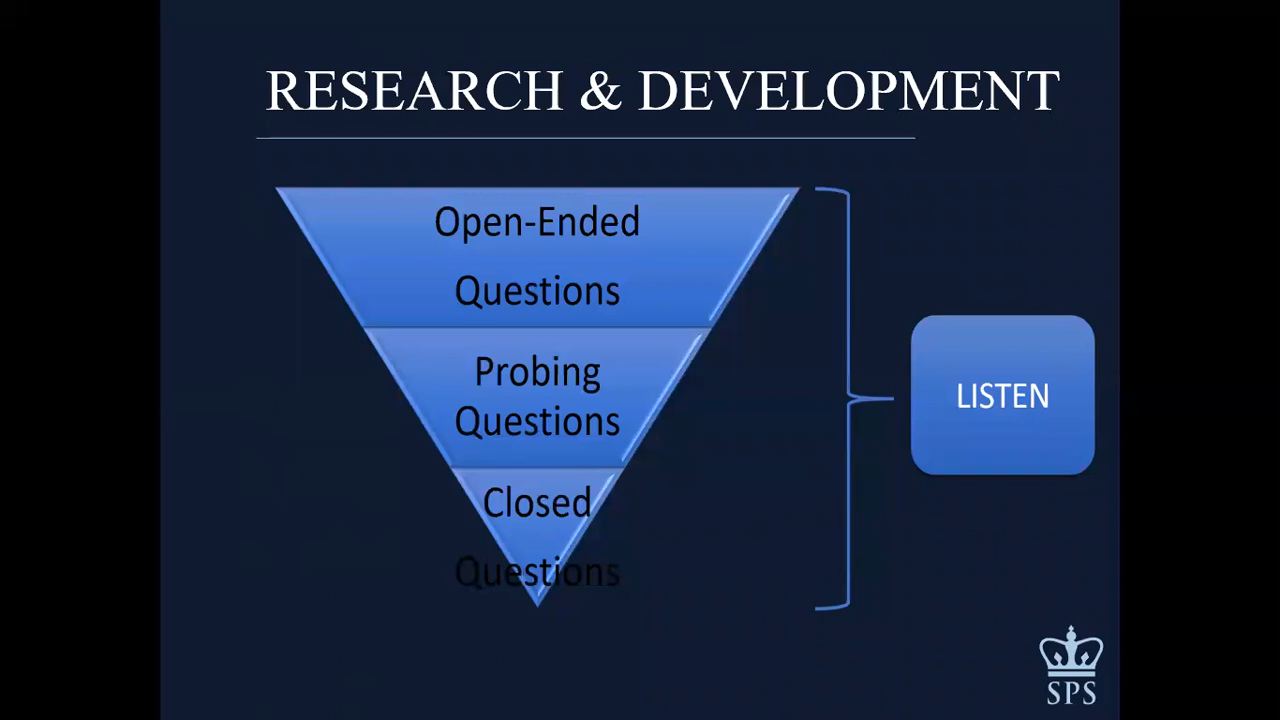 RESEARCH & DEVELOPMENT
Open-Ended
Questions
Probing
Questions
Closed
Questions
LISTEN
SPS